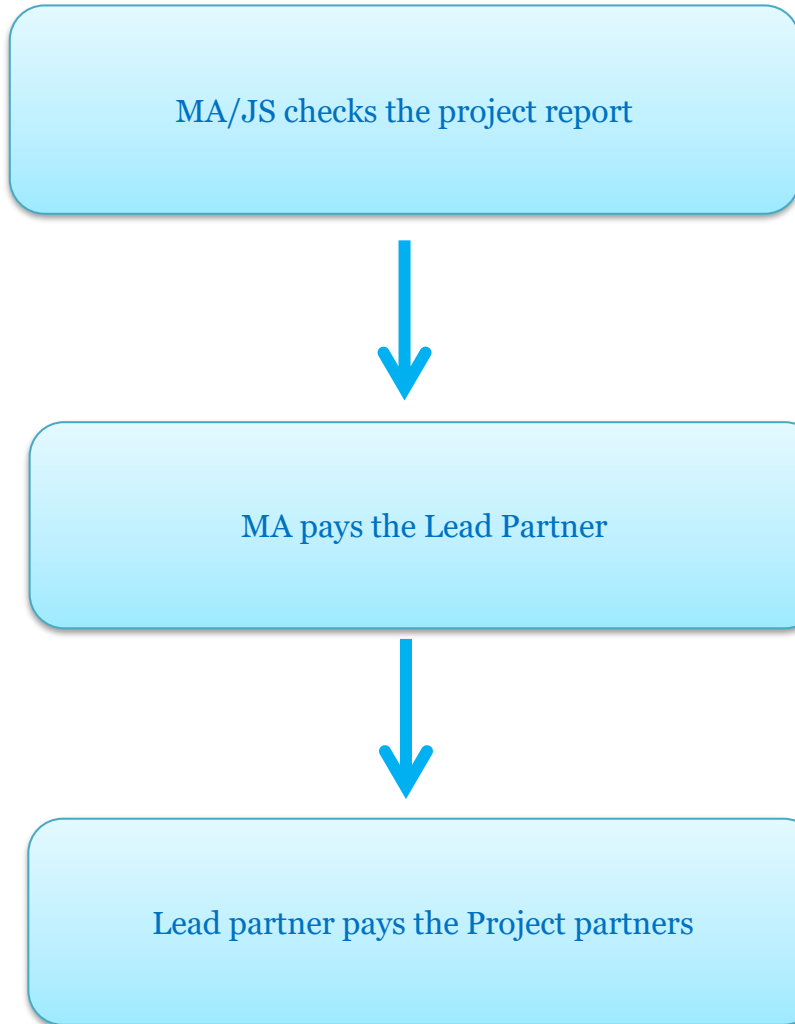 MA/JS checks the project report
MA pays the Lead Partner
Lead partner pays the Project partners